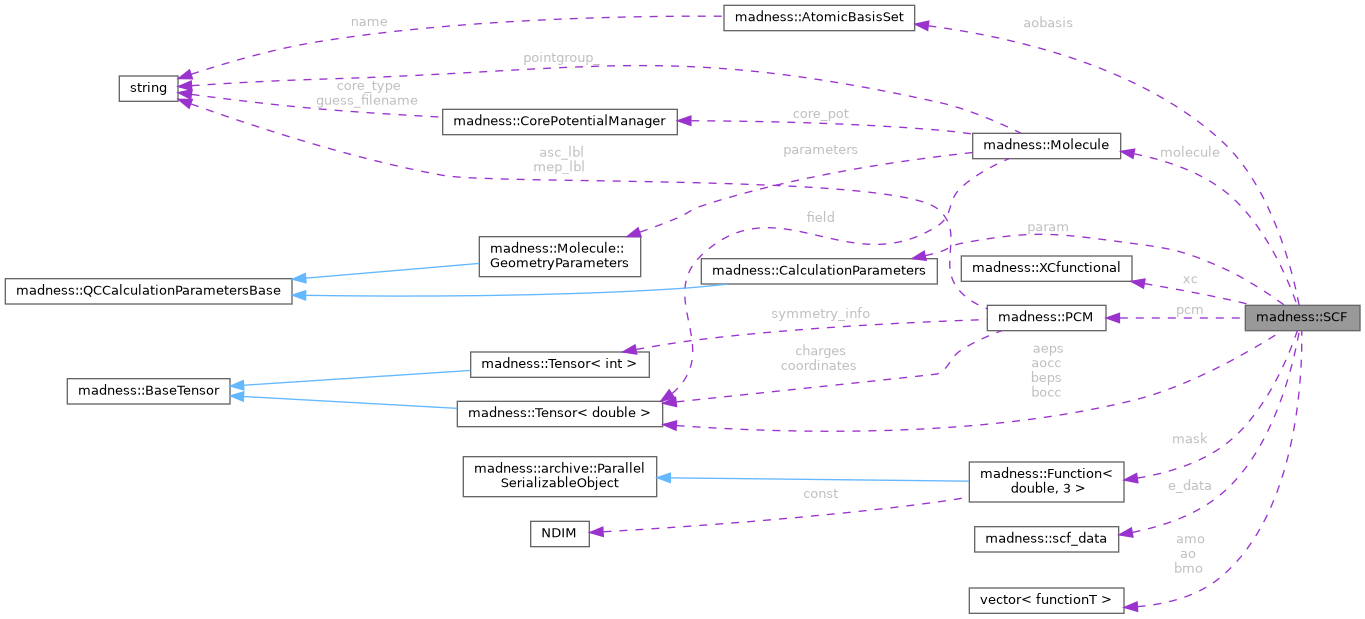 madness::AtomicBasisSet
name
aobasis
pointgroup_
string
core_type
guess_filename
madness::CorePotentialManager
core_pot
madness::Molecule
asc_lbl
mep_lbl
parameters
molecule
field
param
madness::Molecule::
GeometryParameters
madness::CalculationParameters
madness::XCfunctional
xc
madness::QCCalculationParametersBase
symmetry_info
madness::PCM
pcm
madness::SCF
charges
coordinates
aeps
aocc
beps
bocc
madness::Tensor< int >
madness::BaseTensor
madness::Tensor< double >
mask
madness::archive::Parallel
SerializableObject
madness::Function<
double, 3 >
e_data
const
NDIM
madness::scf_data
amo
ao
bmo
vector< functionT >